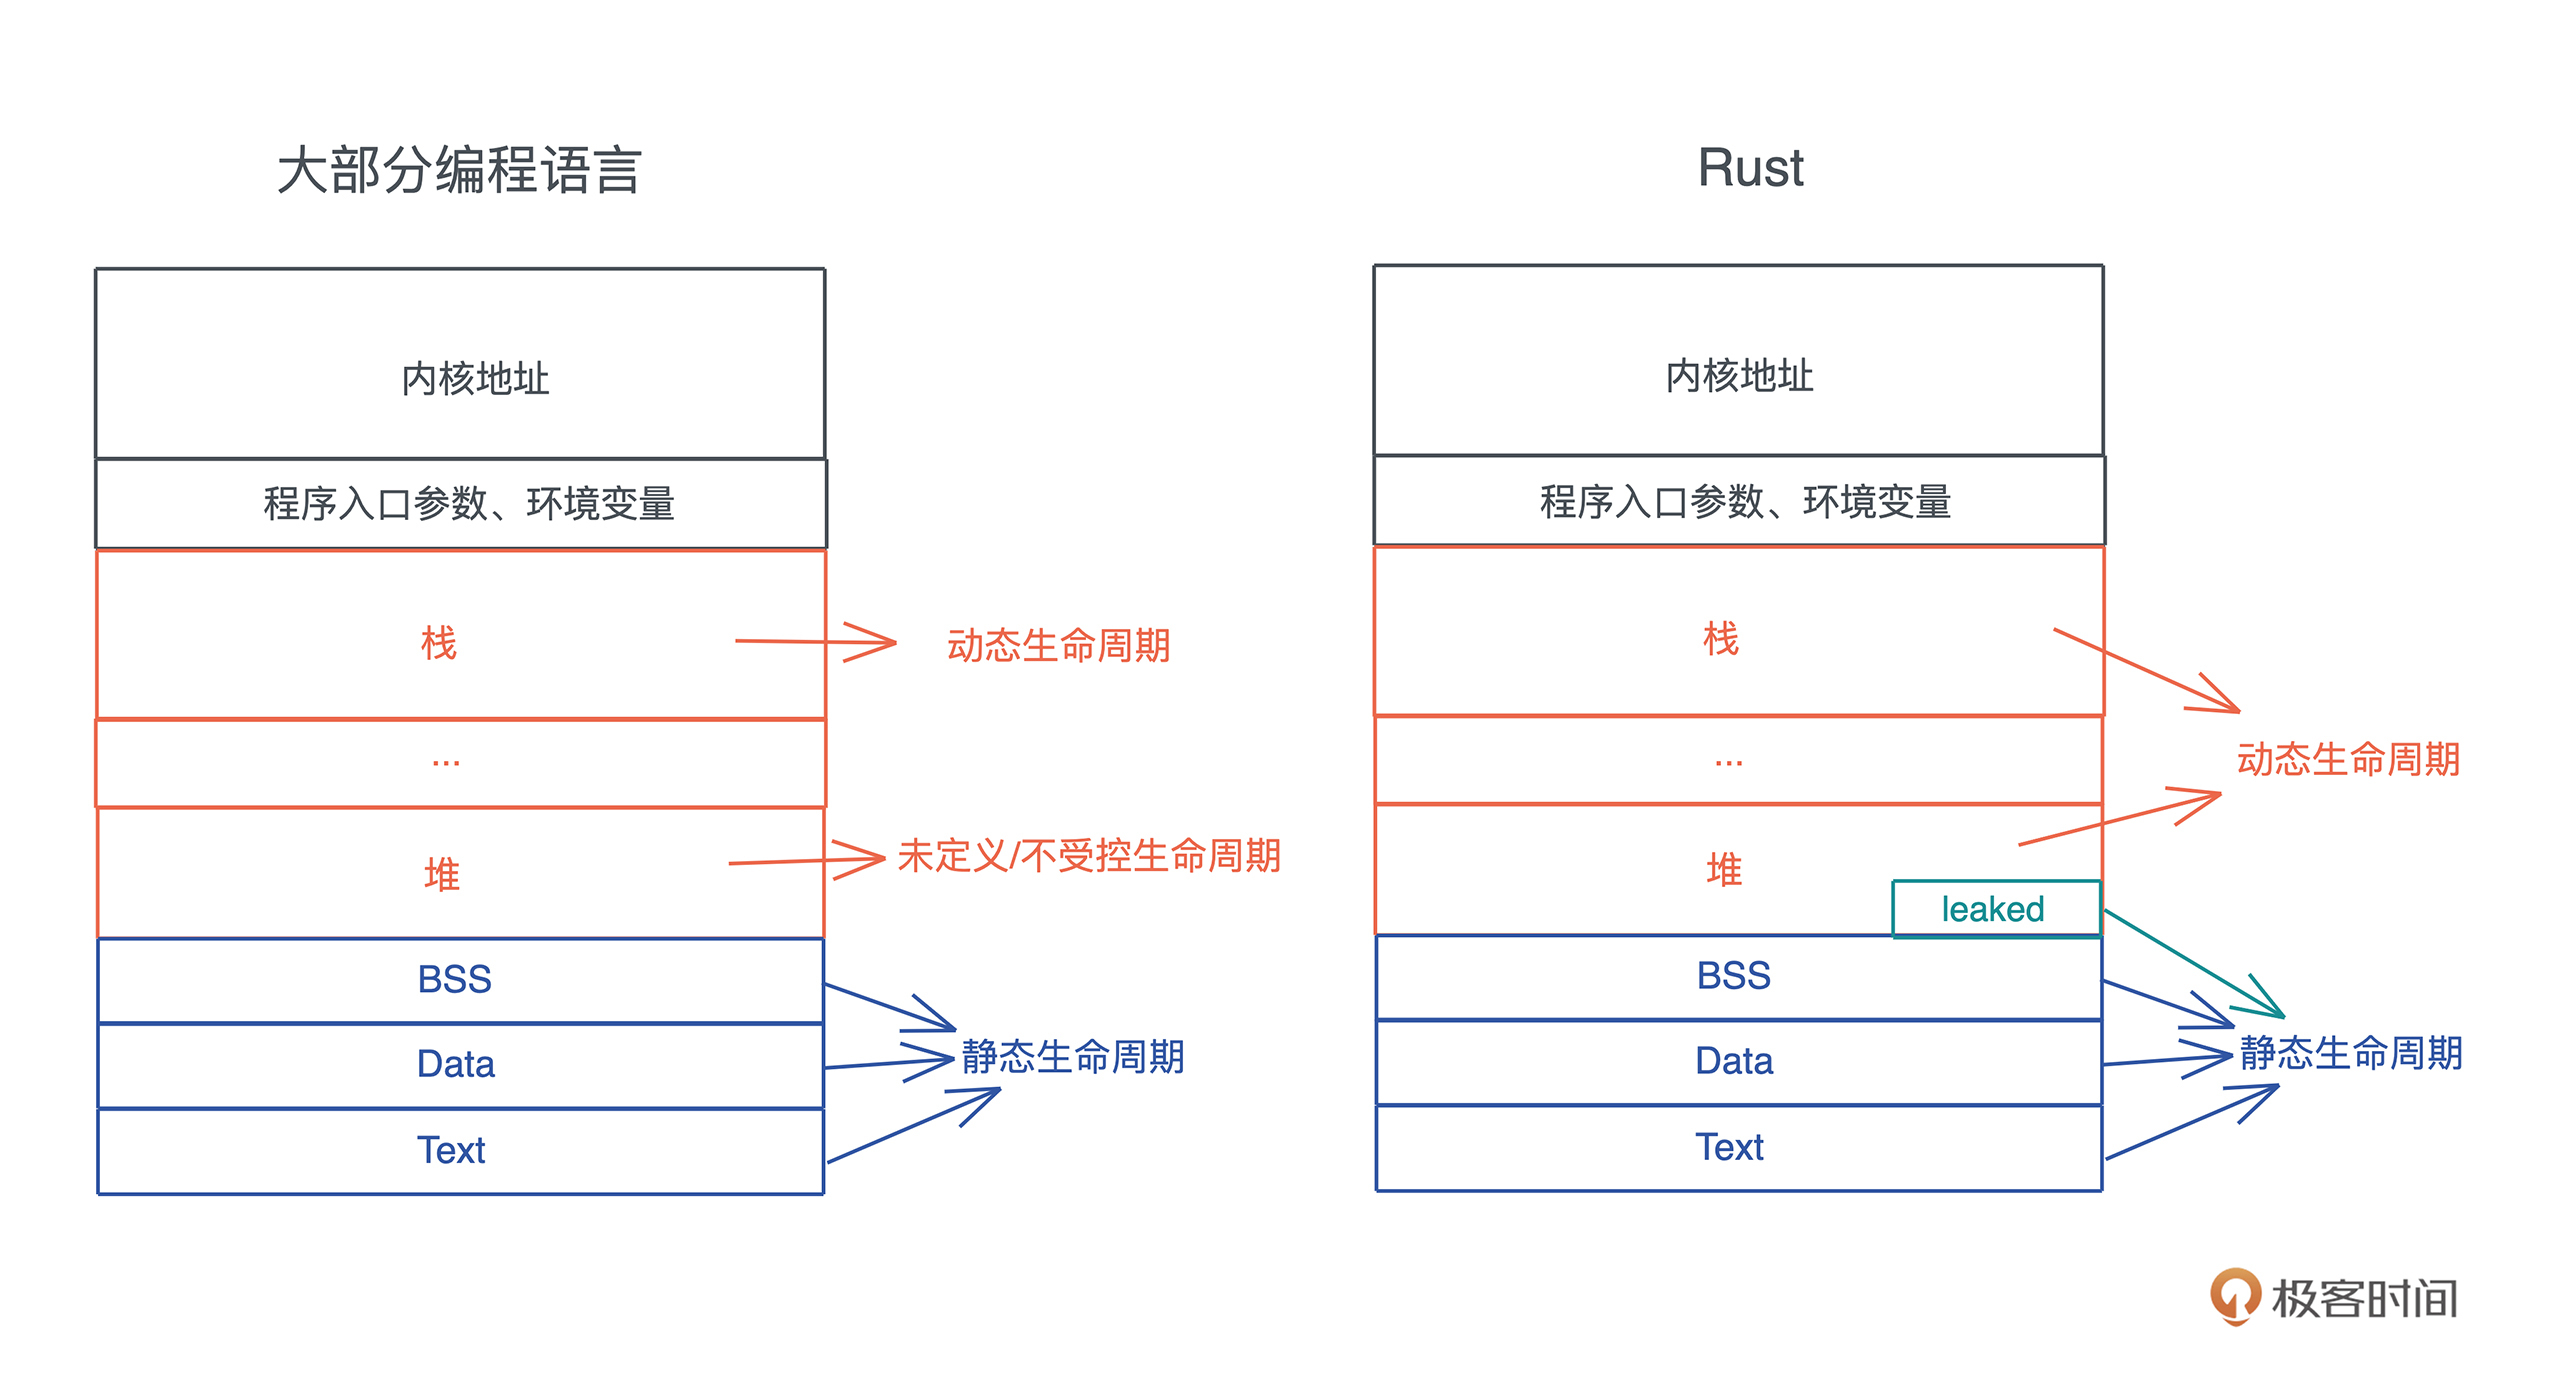 大部分编程语言
内核地址
程序入口参数、环境变量
栈
动态生命周期
...
堆
未定义/不受控生命周期
BSS
Data
静态生命周期
Text
Rust
内核地址
程序入口参数、环境变量
栈
...
动态生命周期
堆
leaked
BSS
Data
静态生命周期
Text
极客时间